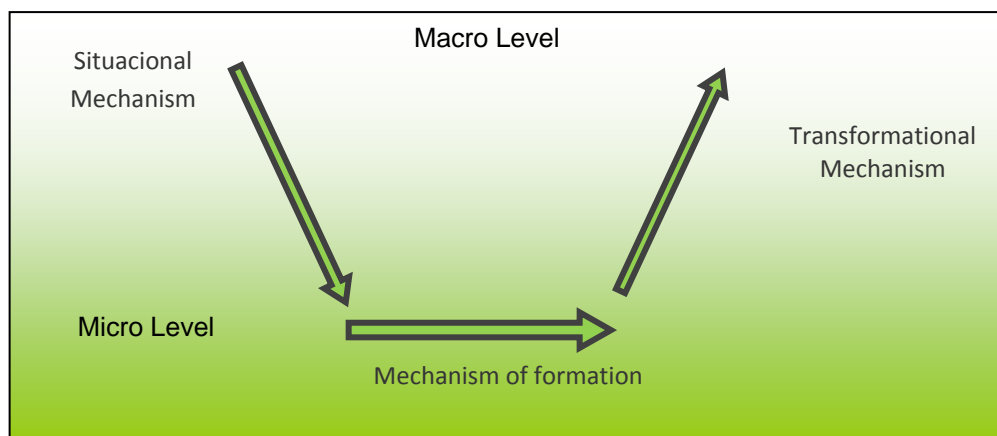 Macro Level
Situacional
Mechanism
Transformational
Mechanism
Micro Level
Mechanism of formation